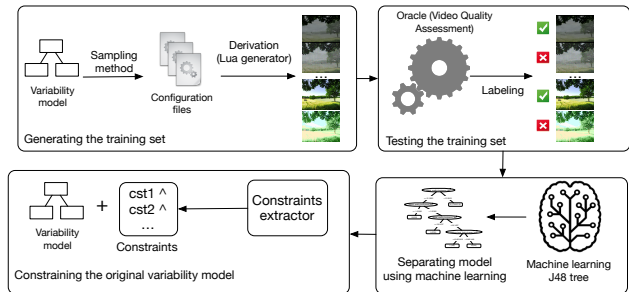 Variability
model
Sampling
method
Configuration
files
Derivation
(Lua generator)
...
Generating the training set
Oracle (Video Quality
Assessment)
Labeling
...
Testing the training set
Variability
model
+
cst1 ^
cst2 ^
...
Constraints
Constraints
extractor
Constraining the original variability model
Separating model
using machine learning
Machine learning
J48 tree